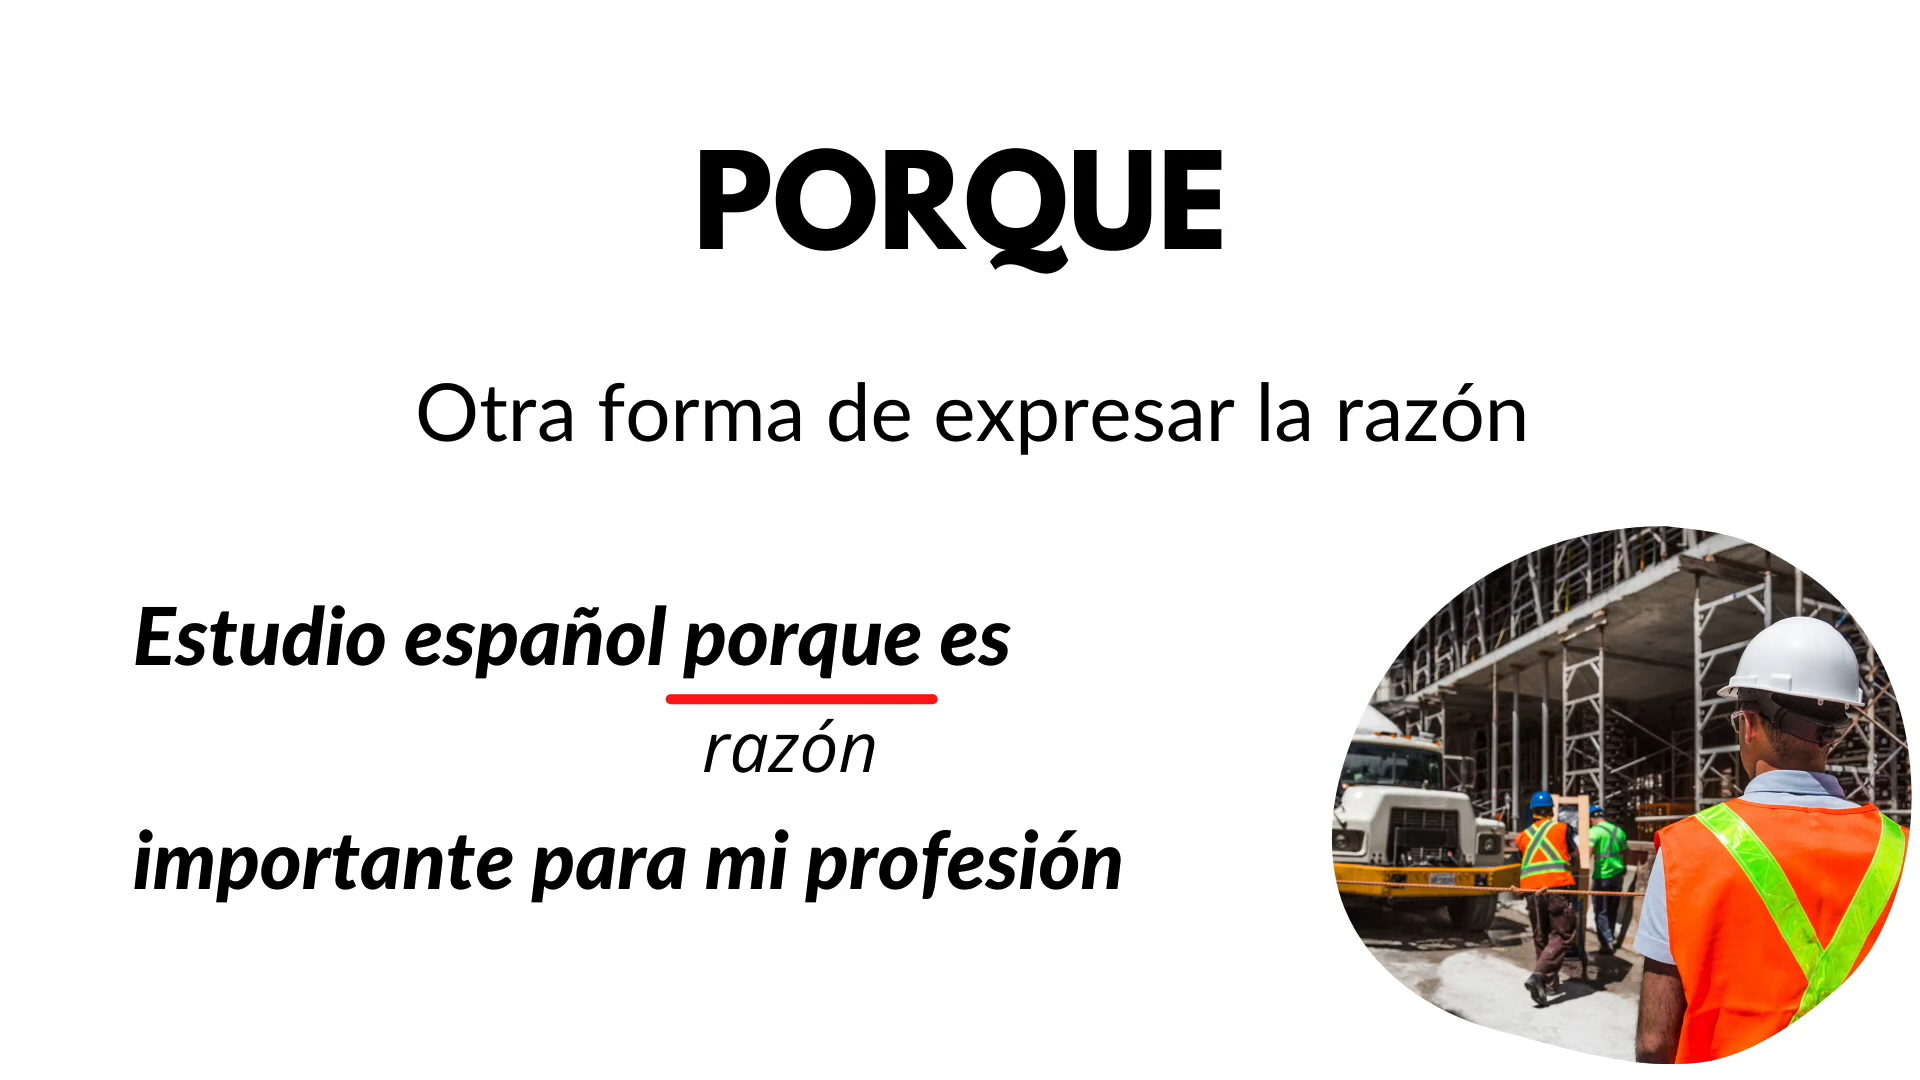 PORQUE
Otra forma de expresar la razón
Estudio español porque es
razón
importante para mi profesión